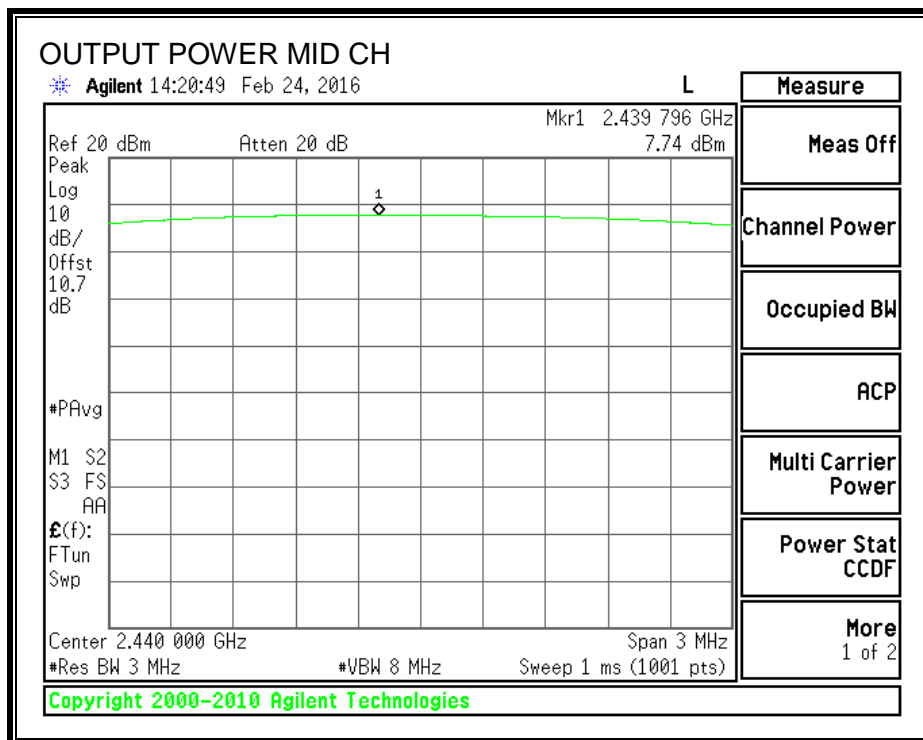 OUTPUT POWER MID CH
Agilent 14:20:49 Feb 24, 2016 L
Mkr1 2.439 796 GHz
Ref 20 dBm Atten 20 dB 7.74 dBm
Peak
Log
10
dB/
Offst
10.7
dB
1
#PAvg
M1 S2
S3 FS
AA
£(f):
FTun
Swp
Center 2.440 000 GHz Span 3 MHz
#Res BW 3 MHz #VBW 8 MHz Sweep 1 ms (1001 pts)
Copyright 2000-2010 Agilent Technologies
Measure
Meas Off
Channel Power
Occupied BW
ACP
Multi Carrier
Power
Power Stat
CCDF
More
1 of 2